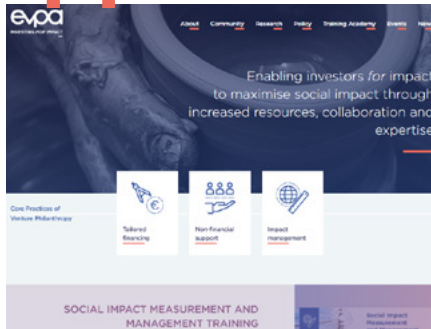 evpa
INVESTING FOR IMPACT
About Community Research Policy Training Academy Events New
Enabling investors for impact
to maximise social impact through
increased resources, collaboration and
expertise
Core Practices of
Venture Philanthropy
Tailored
financing
Non-financial
support
Impact
management
SOCIAL IMPACT MEASUREMENT AND
MANAGEMENT TRAINING
Social Impact
Measurement